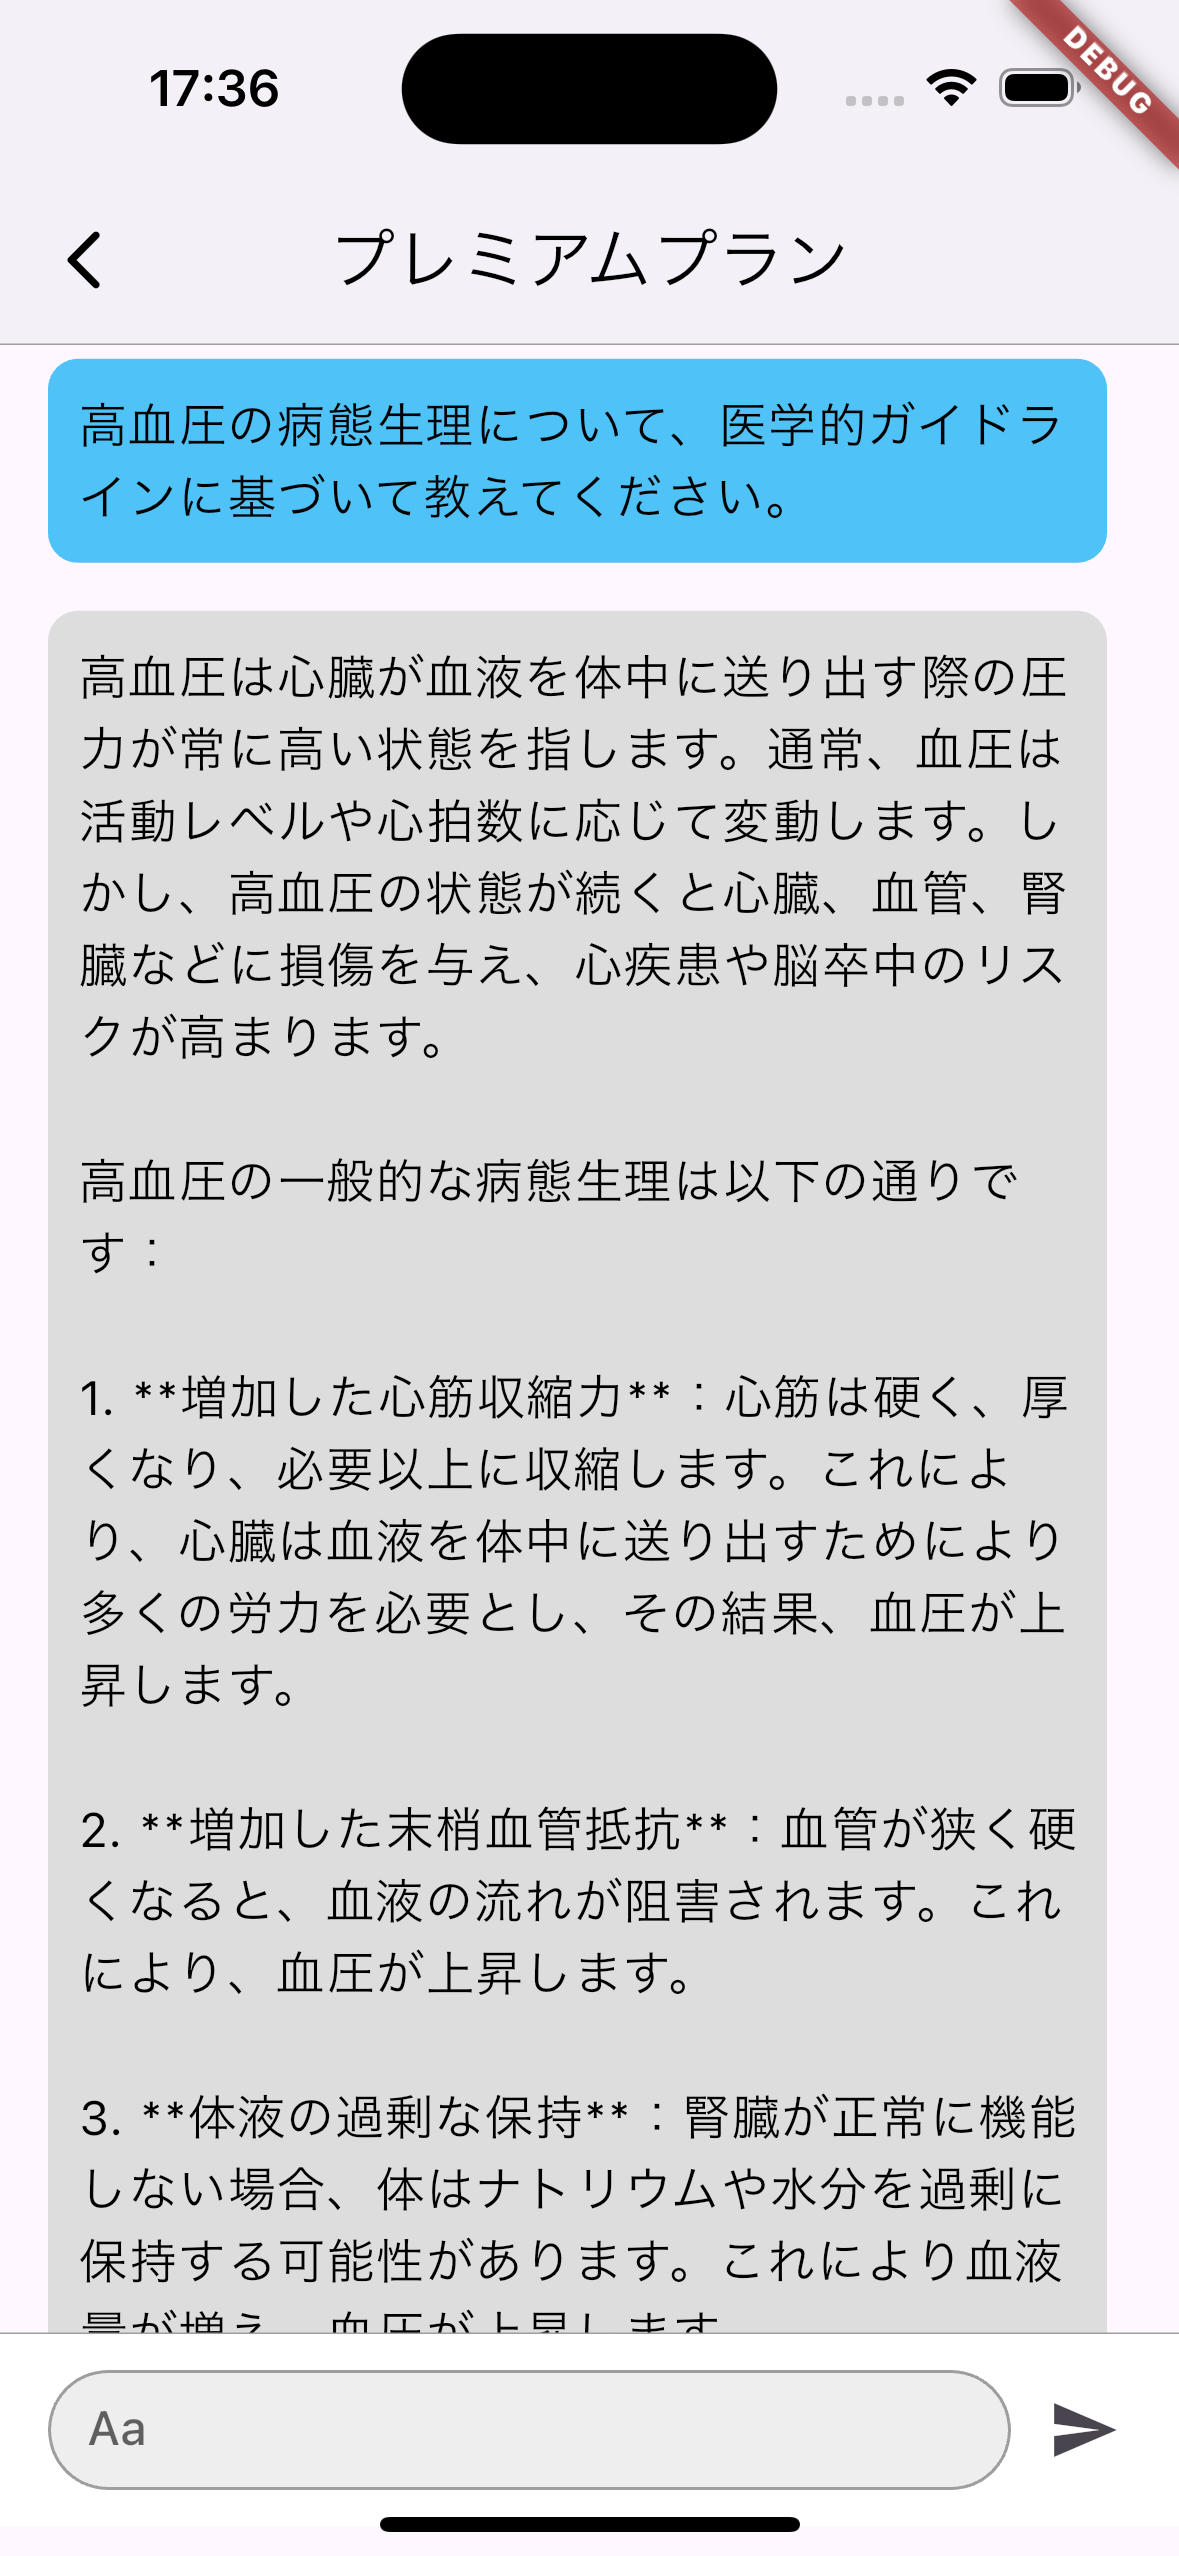 17:36
DEBUG
プレミアムプラン
高血圧の病態生理について、医学的ガイドラ
インに基づいて教えてください。
高血圧は心臓が血液を体中に送り出す際の圧
力が常に高い状態を指します。通常、血圧は
活動レベルや心拍数に応じて変動します。し
かし、高血圧の状態が続くと心臓、血管、腎
臓などに損傷を与え、心疾患や脳卒中のリス
クが高まります。
高血圧の一般的な病態生理は以下の通りで
す：
1. **増加した心筋収縮力**：心筋は硬く、厚
くなり、必要以上に収縮します。これによ
り、心臓は血液を体中に送り出すためにより
多くの労力を必要とし、その結果、血圧が上
昇します。
2. **増加した末梢血管抵抗**：血管が狭く硬
くなると、血液の流れが阻害されます。これ
により、血圧が上昇します。
3. **体液の過剰な保持**：腎臓が正常に機能
しない場合、体はナトリウムや水分を過剰に
保持する可能性があります。これにより血液
量が増え、血圧が上昇します
Aa